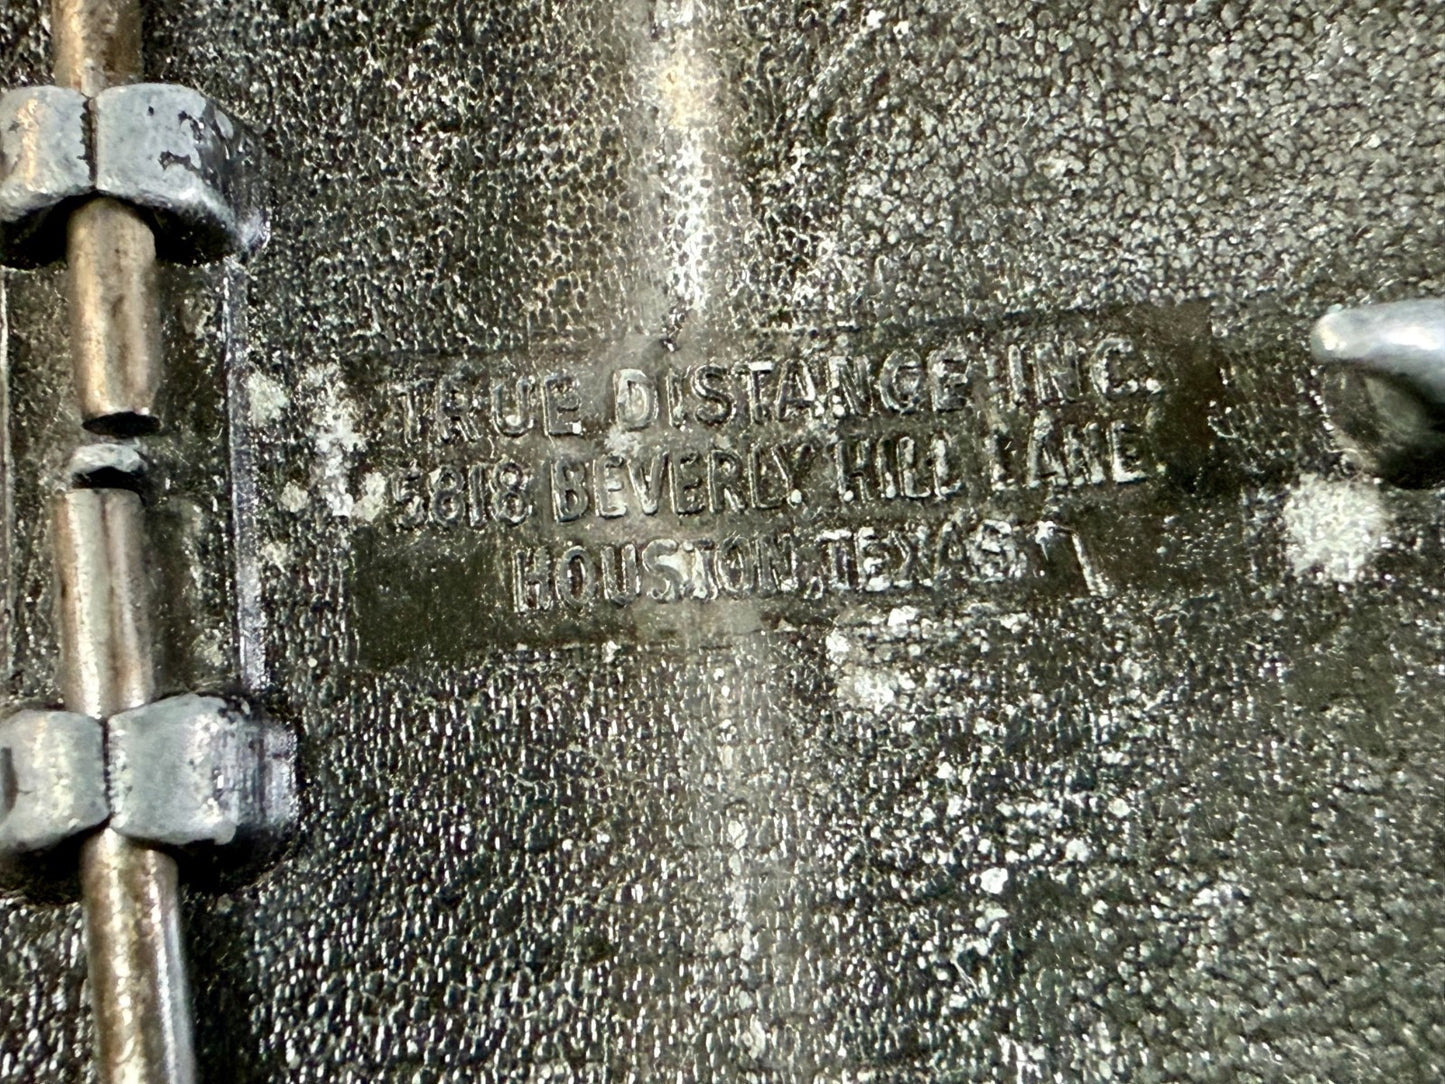 TRUE DISTANCE INC.
5818 BEVERLY HILL LANE
HOUSTON, TEXAS